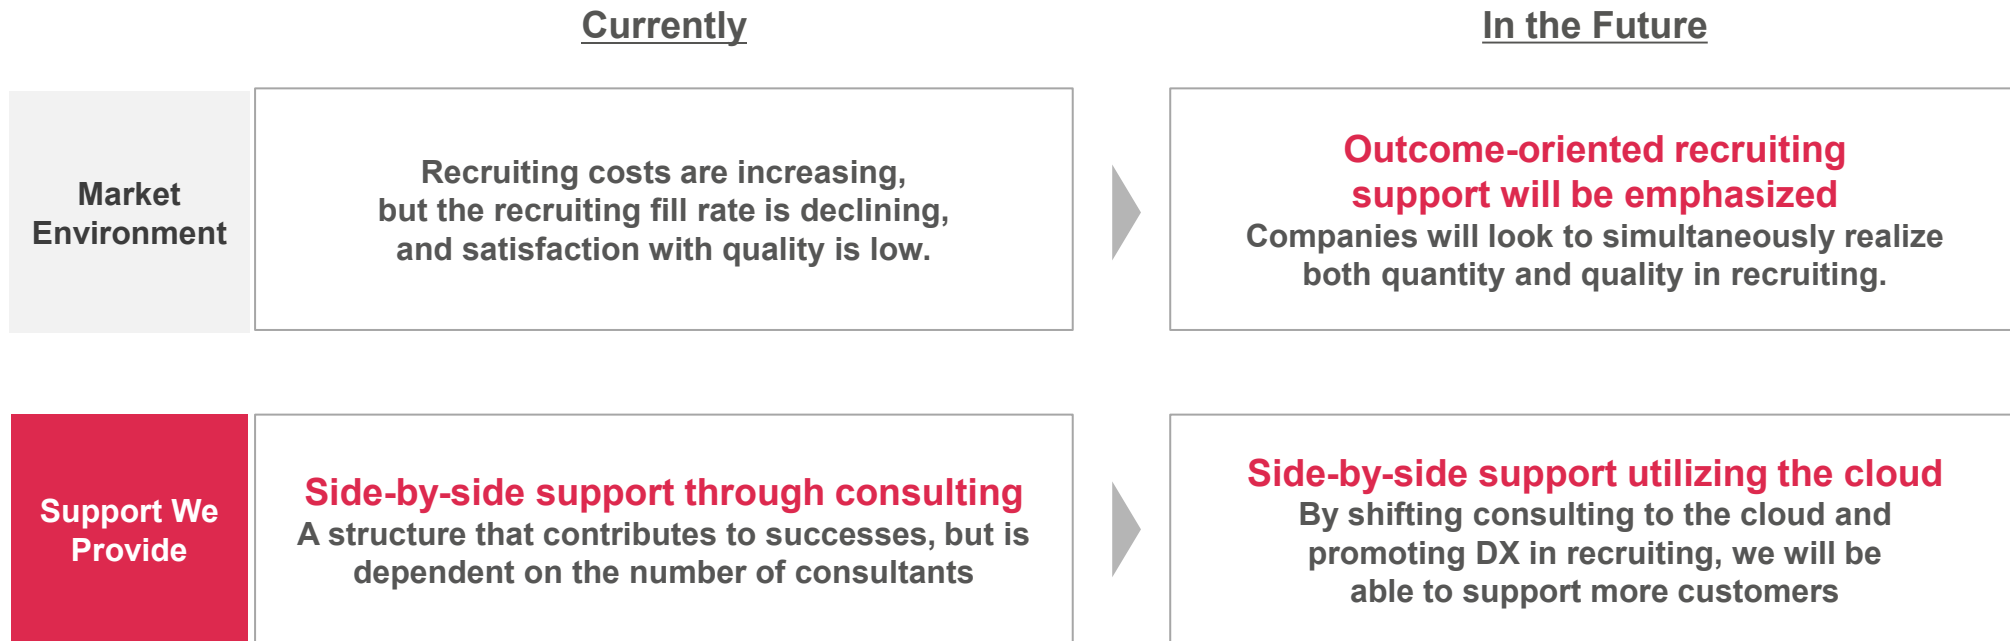 Currently
In the Future
Market
Environment
Recruiting costs are increasing,
but the recruiting fill rate is declining,
and satisfaction with quality is low.
Outcome-oriented recruiting
support will be emphasized
Companies will look to simultaneously realize
both quantity and quality in recruiting.
Support We
Provide
Side-by-side support through consulting
A structure that contributes to successes, but is
dependent on the number of consultants
Side-by-side support utilizing the cloud
By shifting consulting to the cloud and
promoting DX in recruiting, we will be
able to support more customers